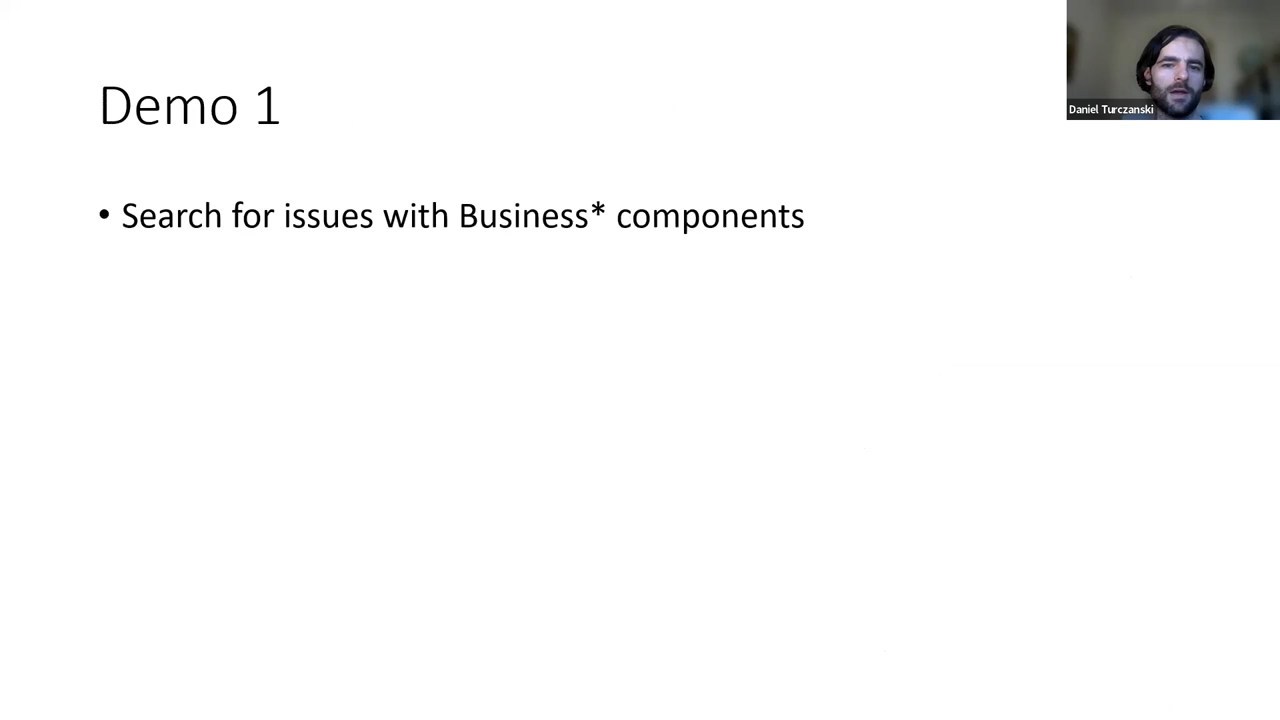 Demo 1
Daniel Turczanski
• Search for issues with Business* components